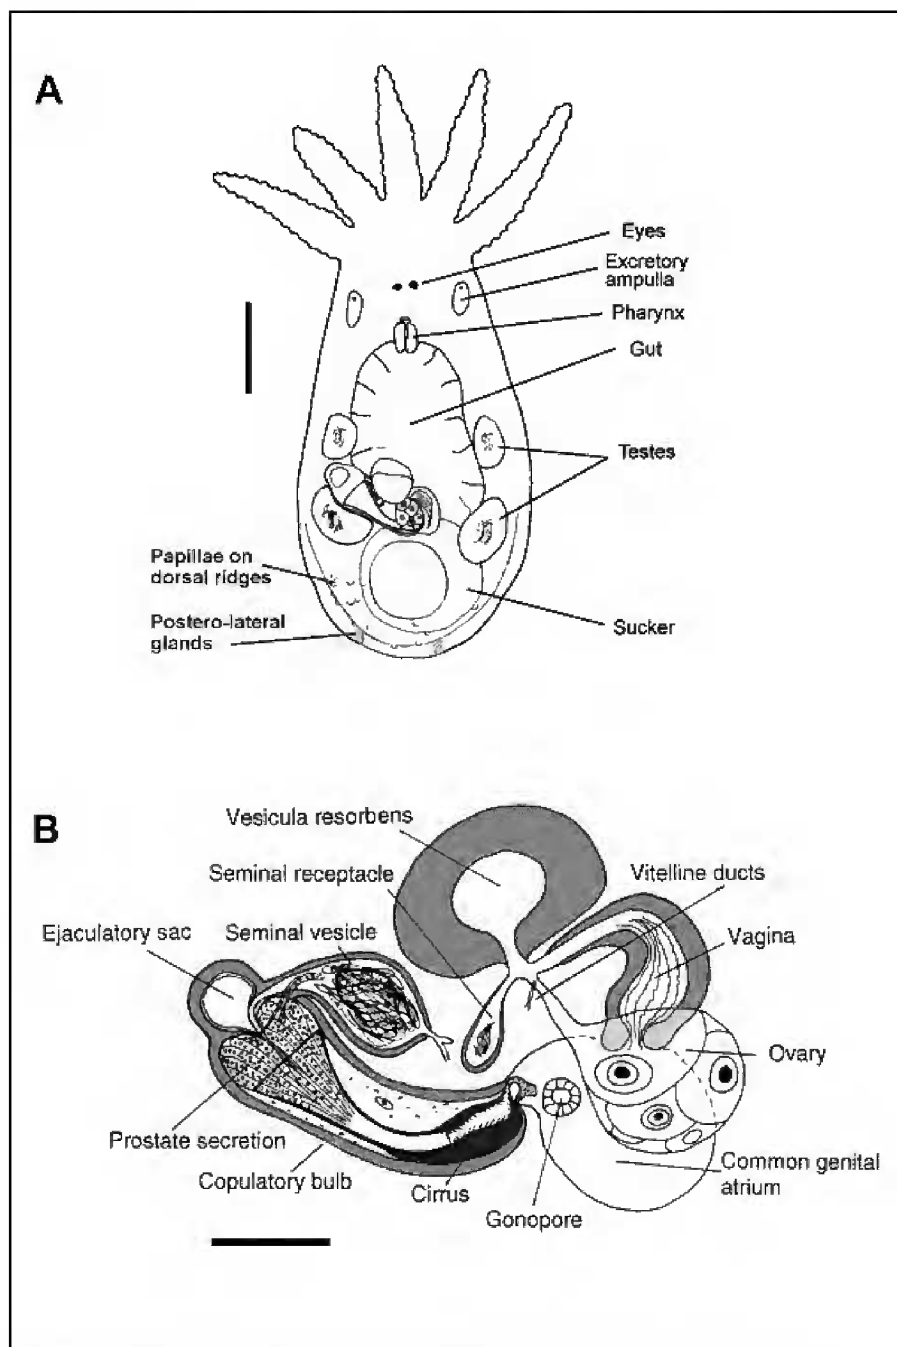 A
Eyes
Excretory
ampulla
Pharynx
Gut
Testes
Papillae on
dorsal ridges
Postero-lateral
glands
Sucker
B
Vesicula resorbens
Seminal receptacle
Vitelline ducts
Ejaculatory sac
Seminal vesicle
Vagina
Ovary
Prostate secretion
Copulatory bulb
Cirrus
Gonopore
Common genital
atrium